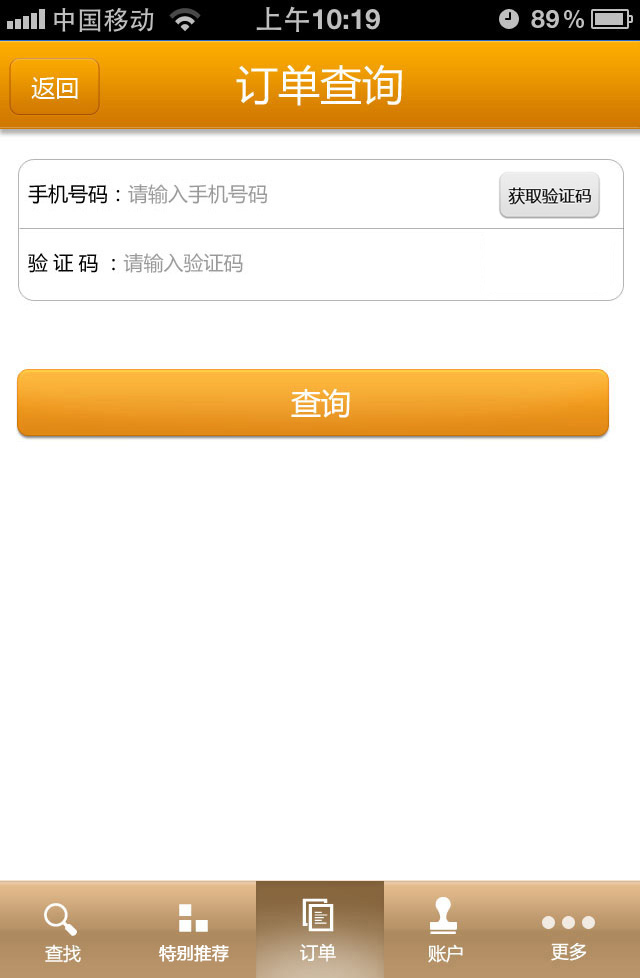 中国移动 上午10:19 89%
返回 订单查询
手机号码：请输入手机号码 获取验证码
验 证 码 ：请输入验证码
查询
查找 特别推荐 订单 账户 更多